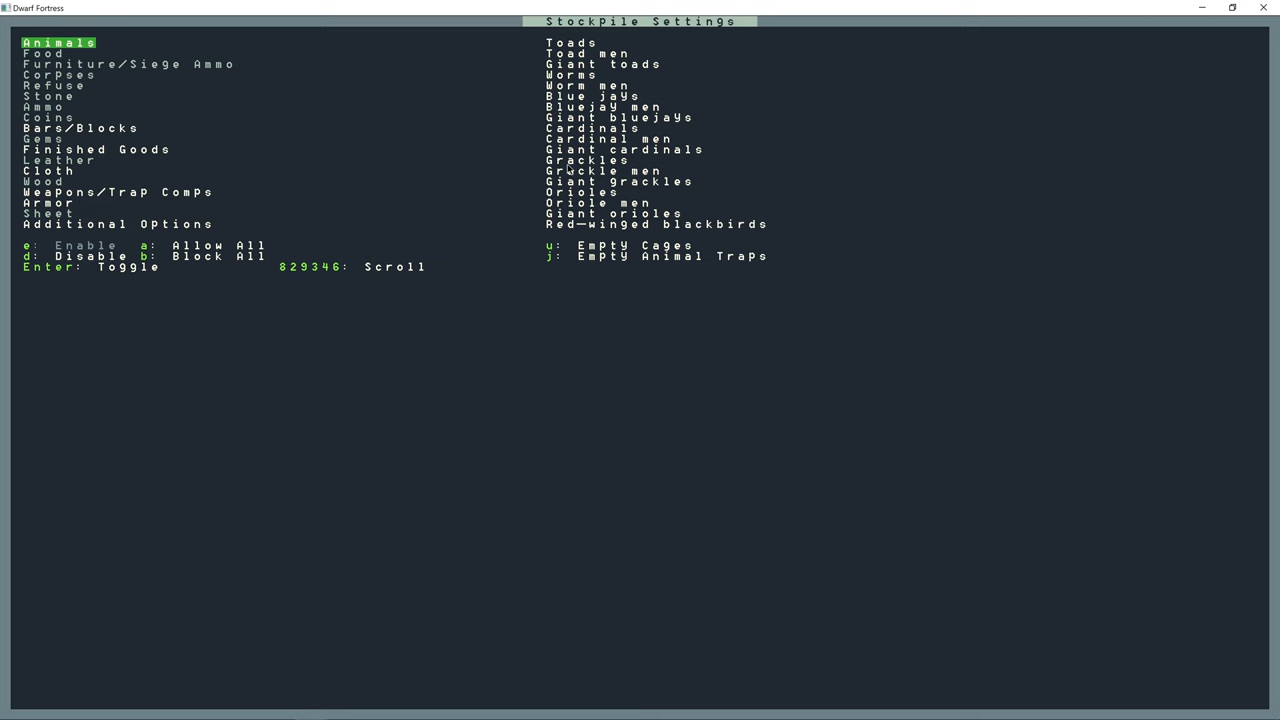 Dwarf Fortress
Stockpile Settings
Animals
Food
Furniture/Siege Ammo
Corpses
Refuse
Stone
Ammo
Coins
Bars/Blocks
Gems
Finished Goods
Leather
Cloth
Wood
Weapons/Trap Comps
Armor
Sheet
Additional Options
Toads
Toad men
Giant toads
Worms
Worm men
Blue jays
Bluejay men
Giant bluejays
Cardinals
Cardinal men
Giant cardinals
Grackles
Grackle men
Giant grackles
Orioles
Oriole men
Giant orioles
Red-winged blackbirds
e: Enable a: Allow All
d: Disable b: Block All
Enter: Toggle 829346: Scroll
u: Empty Cages
j: Empty Animal Traps